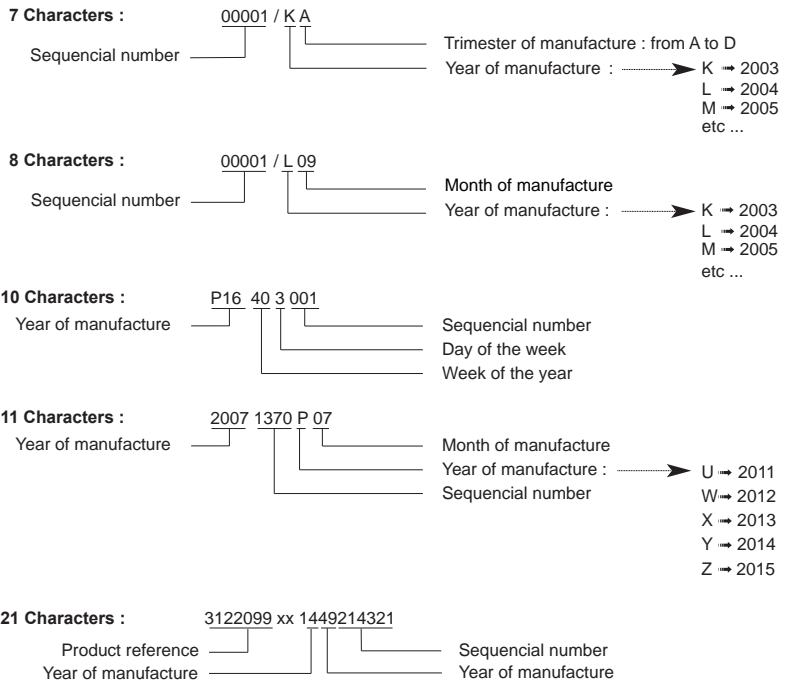 7 Characters :
00001 / K A
Sequencial number
Trimester of manufacture : from A to D
Year of manufacture :
K ➟ 2003
L ➟ 2004
M ➟ 2005
etc ...
8 Characters :
00001 / L 09
Sequencial number
Month of manufacture
Year of manufacture :
K ➟ 2003
L ➟ 2004
M ➟ 2005
etc ...
10 Characters :
P16 40 3 001
Year of manufacture
Sequencial number
Day of the week
Week of the year
11 Characters :
2007 1370 P 07
Year of manufacture
Month of manufacture
Year of manufacture :
Sequencial number
U ➟ 2011
W ➟ 2012
X ➟ 2013
Y ➟ 2014
Z ➟ 2015
21 Characters :
3122099 xx 1449214321
Product reference
Sequencial number
Year of manufacture
Year of manufacture